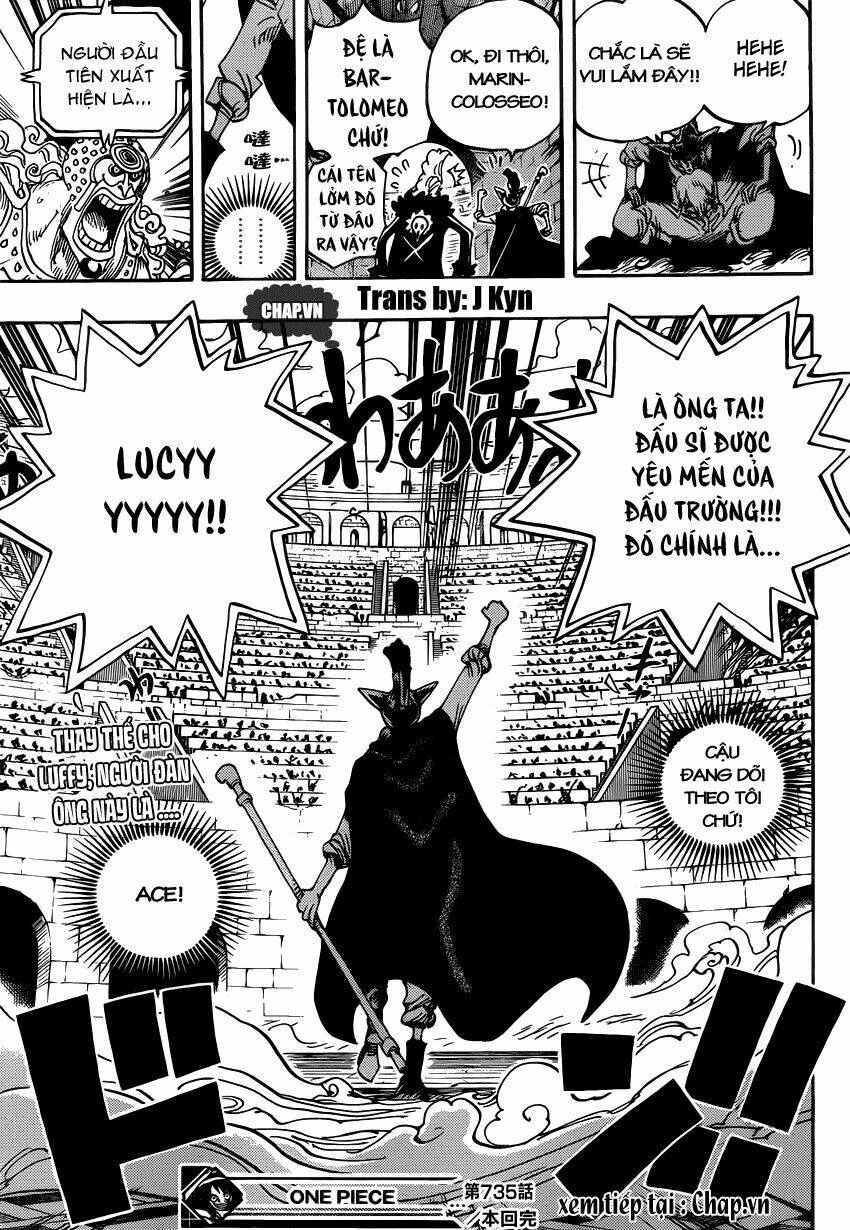 HEHE
HEHE!
CHẮC LÀ SẼ
VUI LẮM ĐÂY!!
OK, ĐI THÔI,
MARIN-
COLOSSEO!
ĐỆ LÀ
BAR-
TOLOMEO
CHỨ!
CÁI TÊN
LỞM ĐÓ
TỪ ĐÂU
RA VẬY?
噠
噠...
......
NGƯỜI ĐẦU
TIÊN XUẤT
HIỆN LÀ...
CHAP.VN
Trans by: J Kyn
LÀ ÔNG TA!!
ĐẤU SĨ ĐƯỢC
YÊU MẾN CỦA
ĐẤU TRƯỜNG!!!
ĐÓ CHÍNH LÀ...
わあああ
LUCYY
YYYYY!!
CẬU
ĐANG DÕI
THEO TÔI
CHỨ!
THAY THẾ CHO
LUFFY, NGƯỜI ĐÀN
ÔNG NÀY LÀ ....
ACE!
ドン!!
ONE PIECE
第735話
本回完
xem tiếp tại : Chap.vn